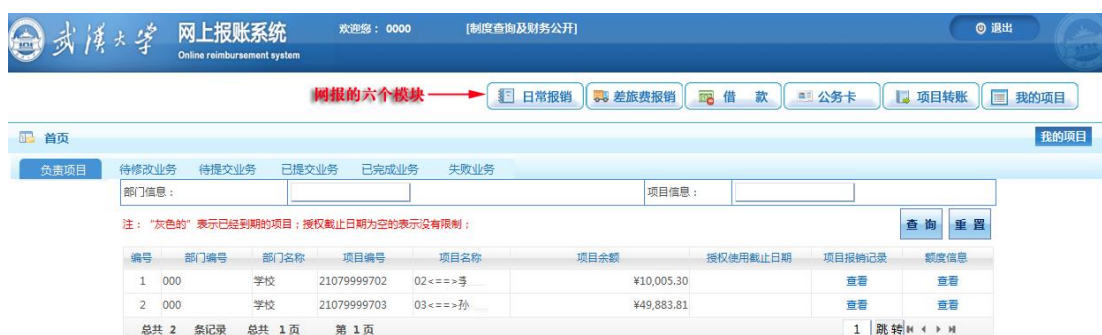 武汉大学 网上报账系统 欢迎您： 0000 [制度查询及财务公开] 退出
Online reimbursement system
网报的六个模块 日常报销 差旅费报销 借 款 公务卡 项目转账 我的项目
首页 我的项目
负责项目 待修改业务 待提交业务 已提交业务 已完成业务 失败业务
部门信息： 项目信息：
注：“灰色的”表示已经到期的项目；授权截止日期为空的表示没有限制； 查 询 重 置
编号 部门编号 部门名称 项目编号 项目名称 项目余额 授权使用截止日期 项目报销记录 额度信息
1 000 学校 21079999702 02<==>李 ¥10,005.30 查看 查看
2 000 学校 21079999703 03<==>孙 ¥49,883.81 查看 查看
总共 2 条记录 总共 1 页 第 1 页 1 跳 转